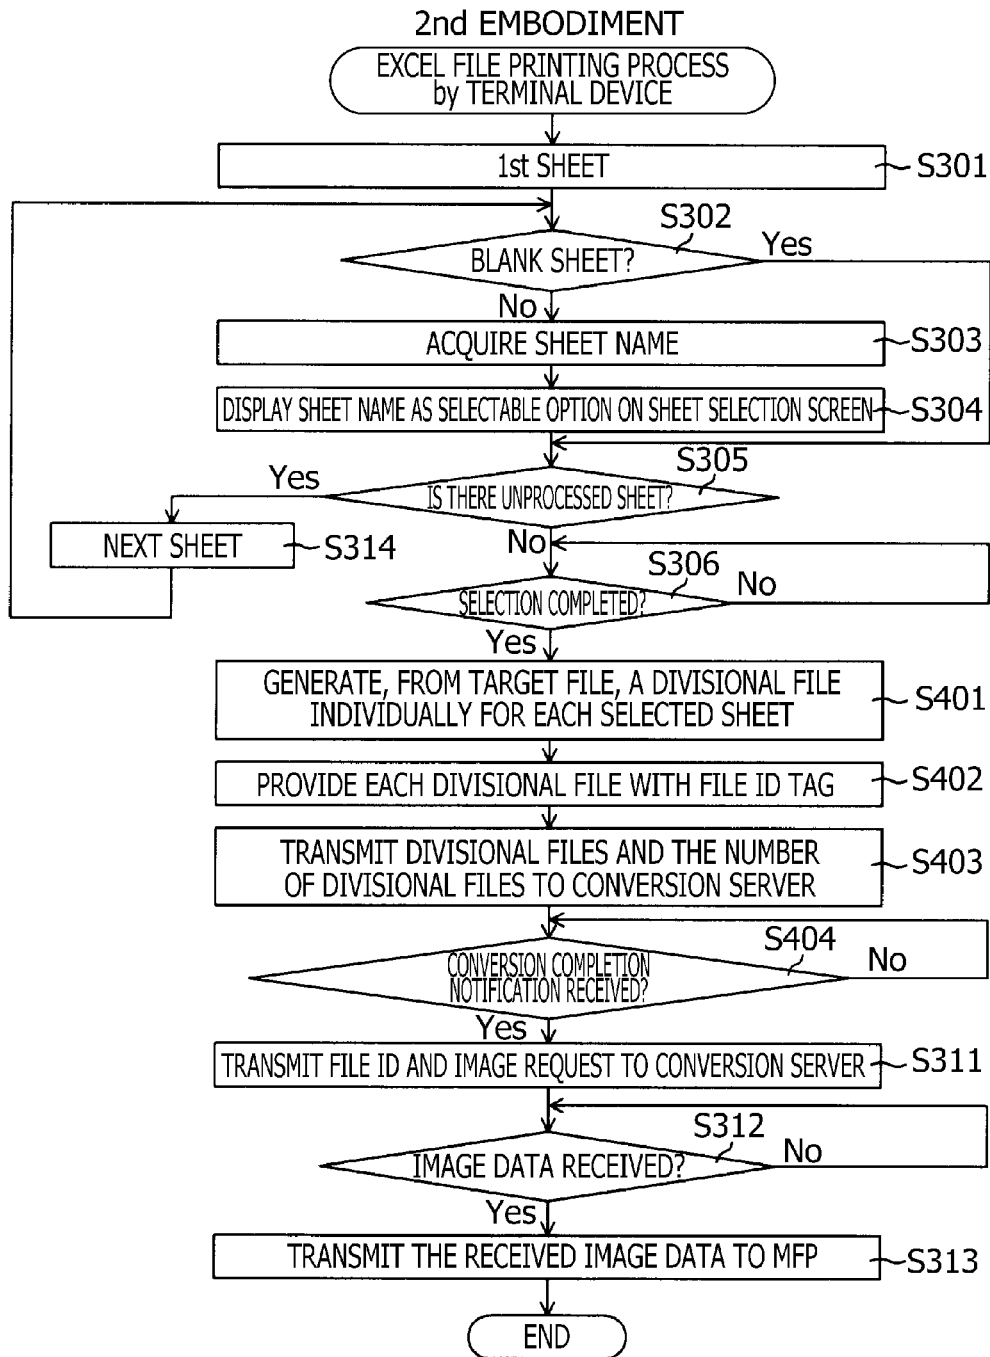 2nd EMBODIMENT
EXCEL FILE PRINTING PROCESS
by TERMINAL DEVICE
1st SHEET
S301
S302
BLANK SHEET?
Yes
No
ACQUIRE SHEET NAME
S303
DISPLAY SHEET NAME AS SELECTABLE OPTION ON SHEET SELECTION SCREEN
S304
S305
Yes
IS THERE UNPROCESSED SHEET?
NEXT SHEET
S314
No
S306
SELECTION COMPLETED?
No
Yes
GENERATE, FROM TARGET FILE, A DIVISIONAL FILE
INDIVIDUALLY FOR EACH SELECTED SHEET
S401
PROVIDE EACH DIVISIONAL FILE WITH FILE ID TAG
S402
TRANSMIT DIVISIONAL FILES AND THE NUMBER
OF DIVISIONAL FILES TO CONVERSION SERVER
S403
S404
CONVERSION COMPLETION
NOTIFICATION RECEIVED?
No
Yes
TRANSMIT FILE ID AND IMAGE REQUEST TO CONVERSION SERVER
S311
S312
IMAGE DATA RECEIVED?
No
Yes
TRANSMIT THE RECEIVED IMAGE DATA TO MFP
S313
END